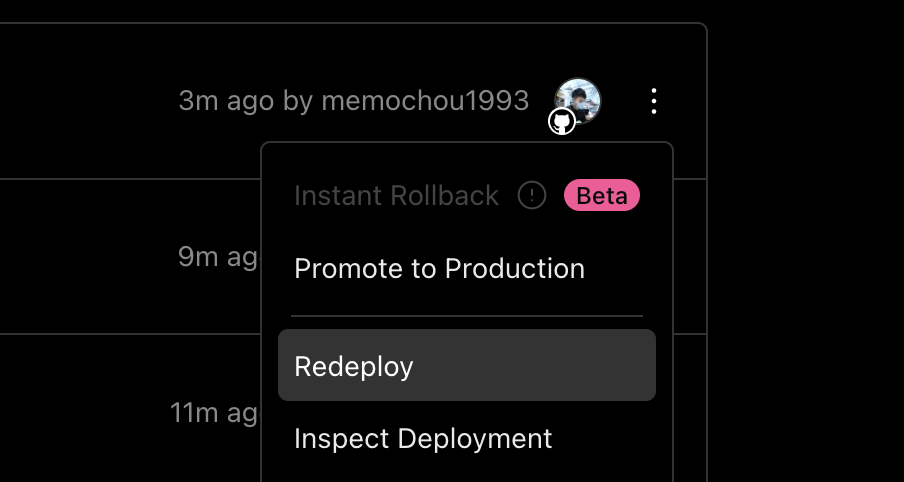 3m ago by memochou1993
Instant Rollback Beta
9m ag
Promote to Production
Redeploy
11m ag
Inspect Deployment